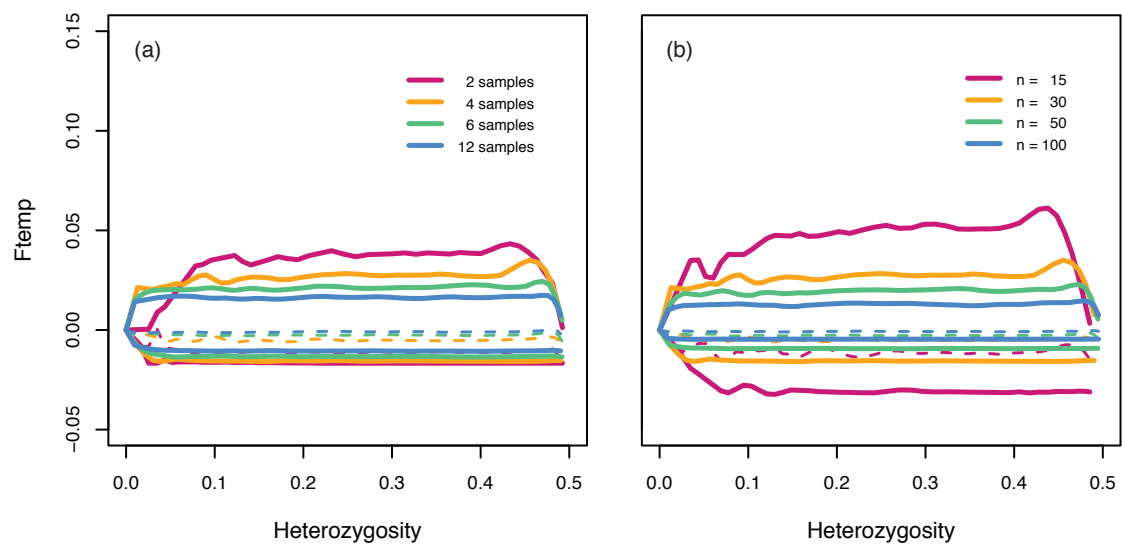 (a)
2 samples
4 samples
6 samples
12 samples
(b)
n = 15
n = 30
n = 50
n = 100
Ftemp
0.15
0.10
0.05
0.00
−0.05
0.0 0.1 0.2 0.3 0.4 0.5
0.0 0.1 0.2 0.3 0.4 0.5
Heterozygosity
Heterozygosity